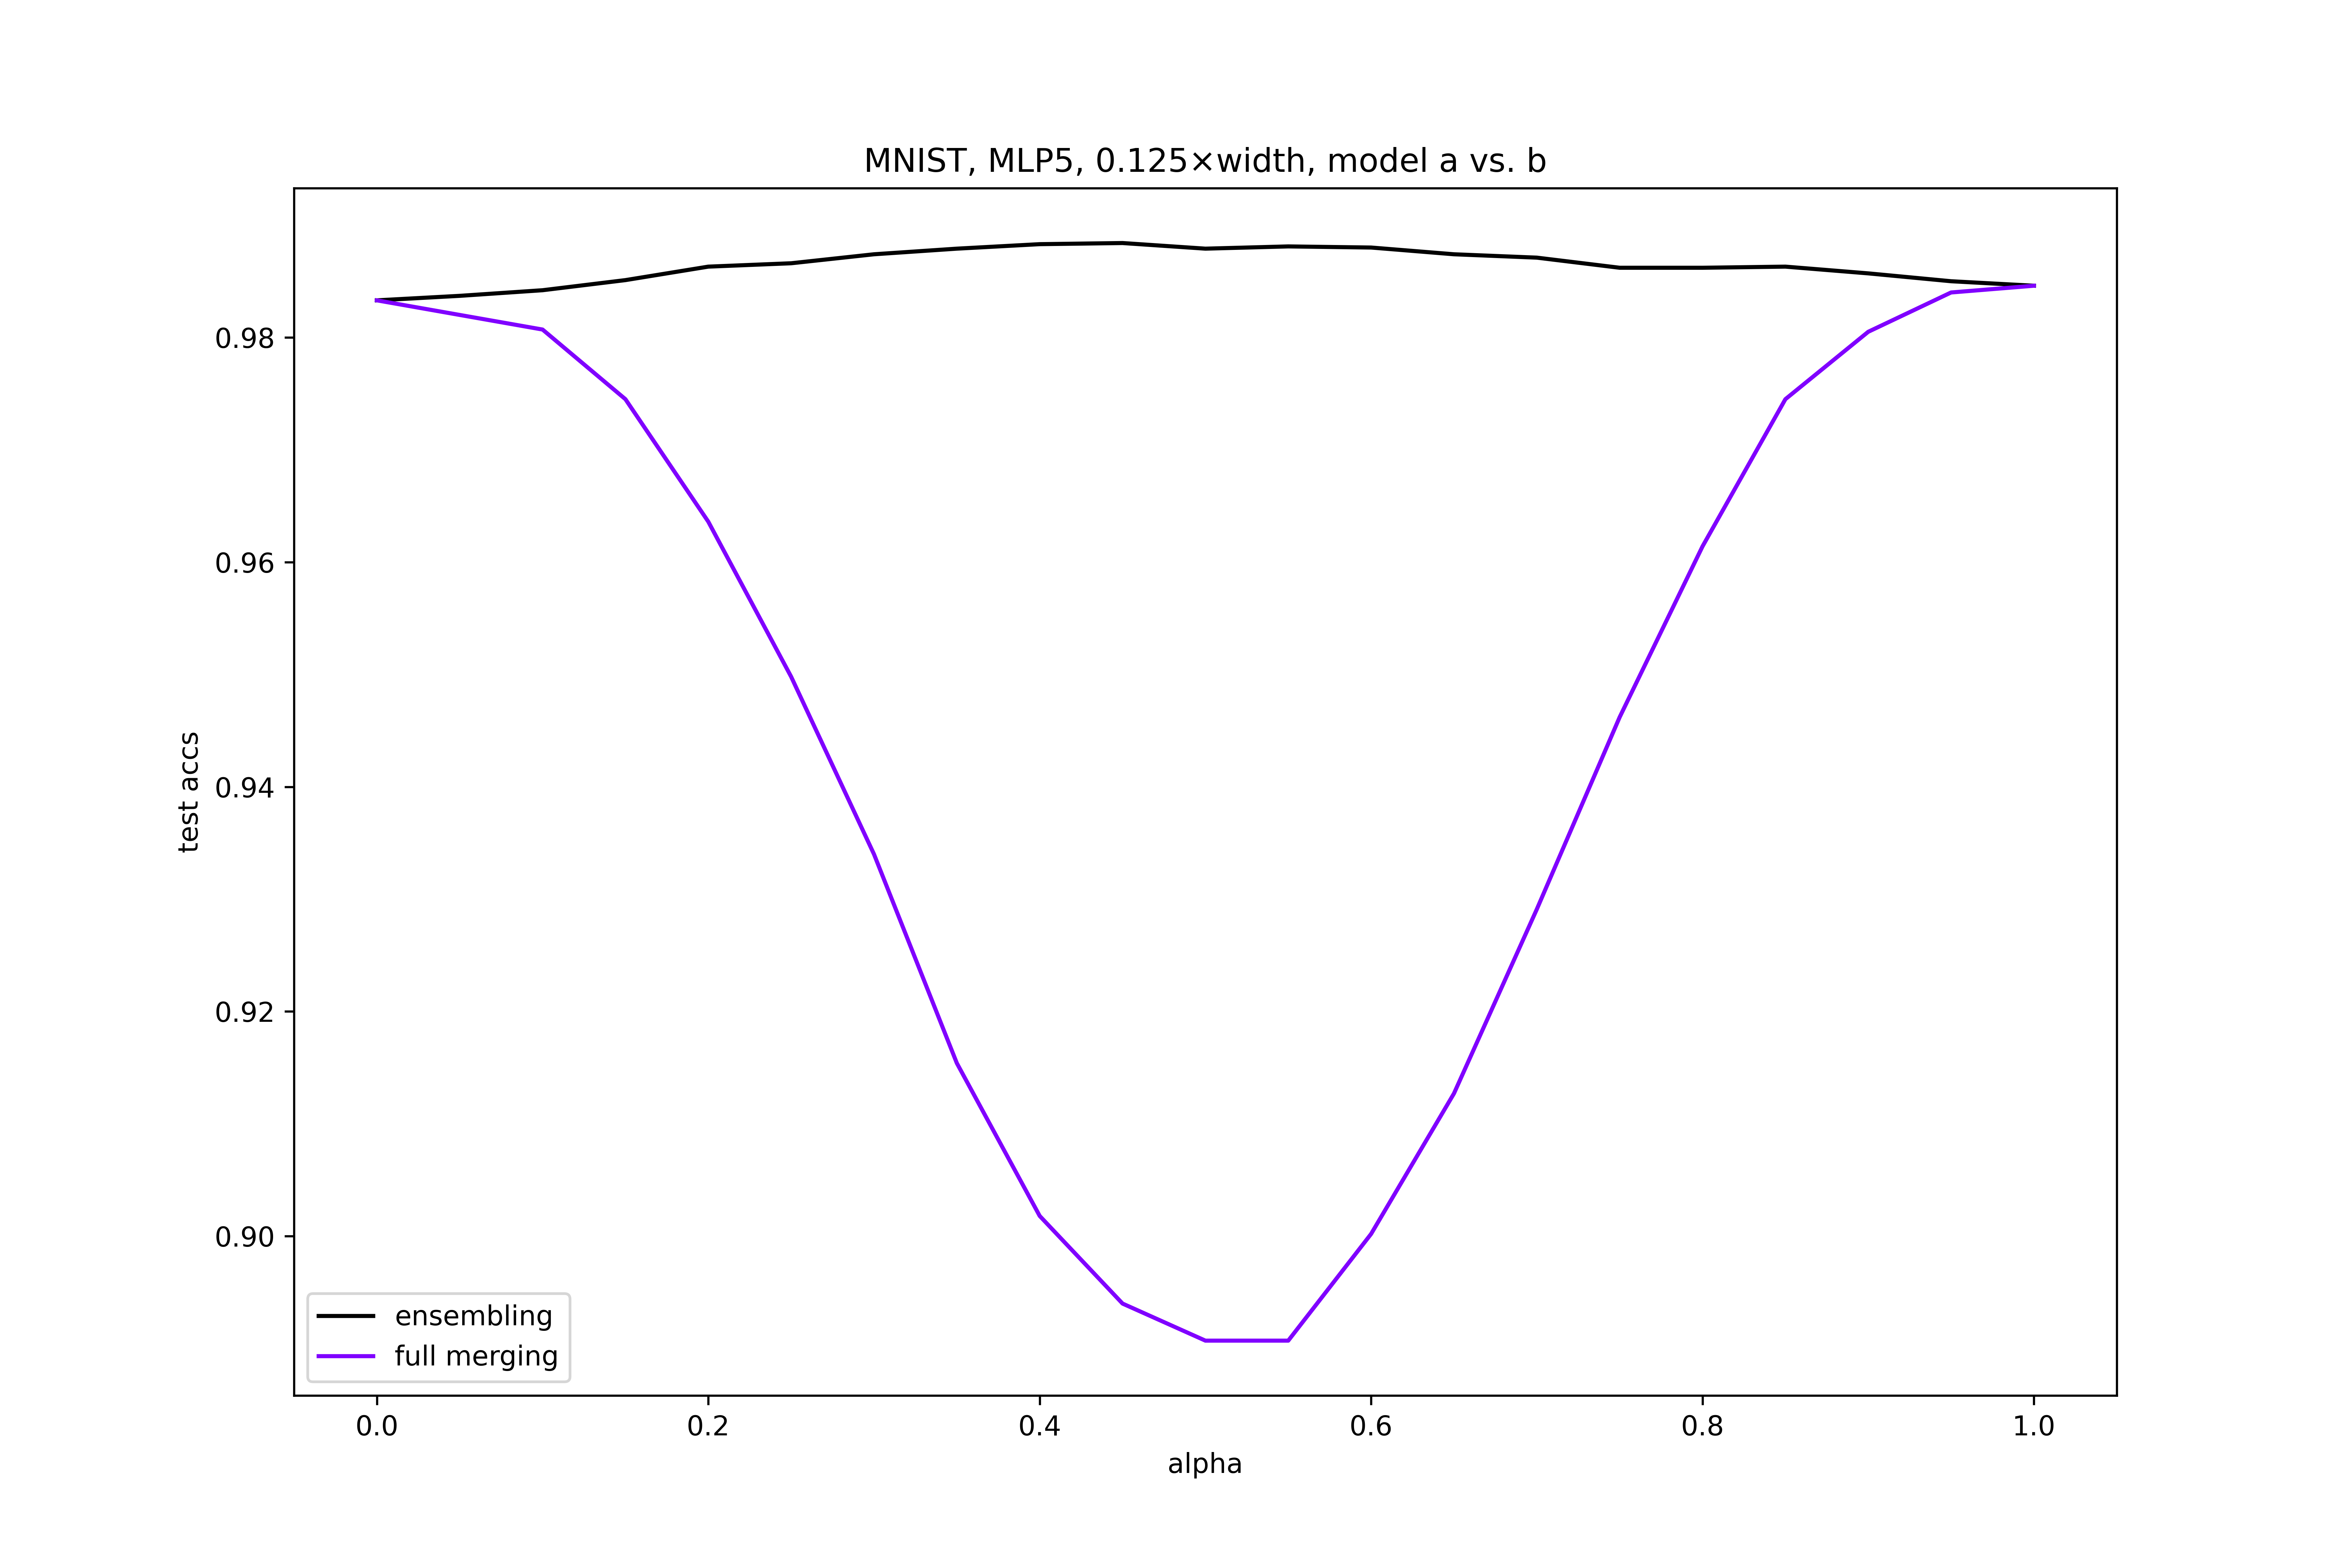 MNIST, MLP5, 0.125×width, model a vs. b
test accs
0.98
0.96
0.94
0.92
0.90
ensembling
full merging
0.0 0.2 0.4 0.6 0.8 1.0
alpha